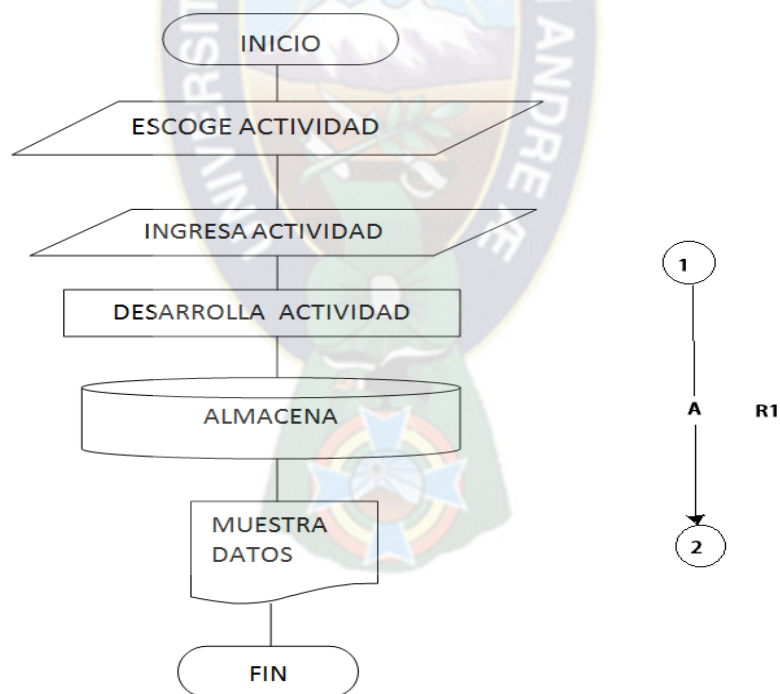 INICIO
ESCOGE ACTIVIDAD
INGRESA ACTIVIDAD
DESARROLLA ACTIVIDAD
ALMACENA
MUESTRA
DATOS
FIN
1
A
R1
2